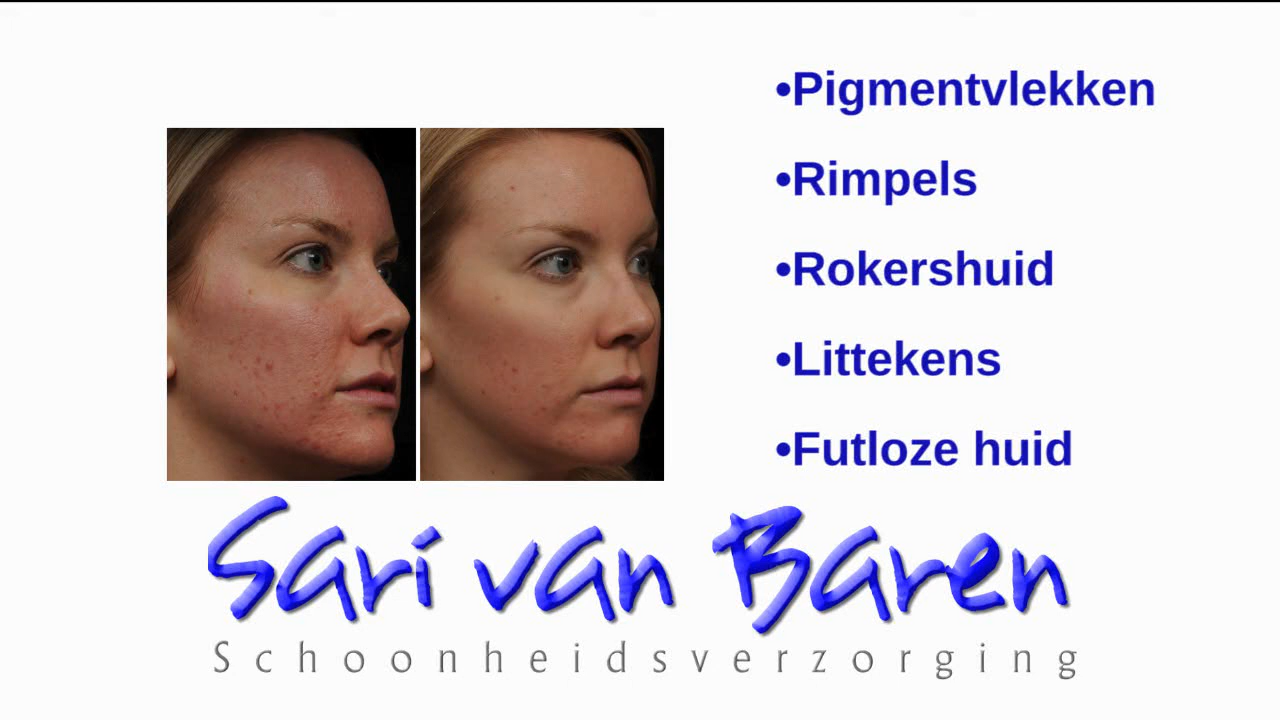 •Pigmentvlekken
•Rimpels
•Rokershuid
•Littekens
•Futloze huid
Sari van Baren
Schoonheidsverzorging